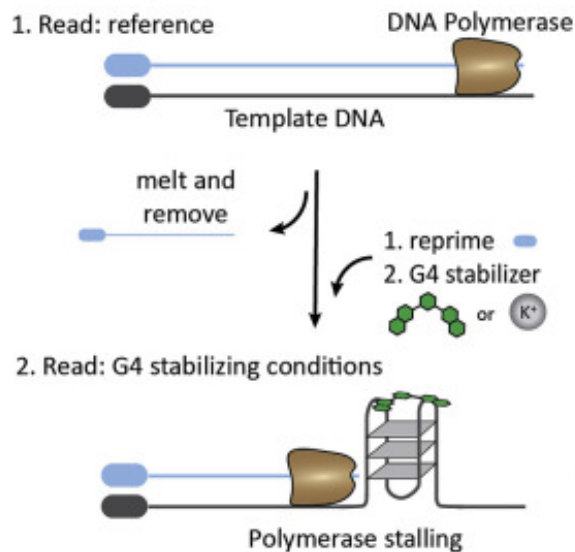 1. Read: reference
DNA Polymerase
Template DNA
melt and
remove
1. reprime
2. G4 stabilizer
or
K⁺
2. Read: G4 stabilizing conditions
Polymerase stalling